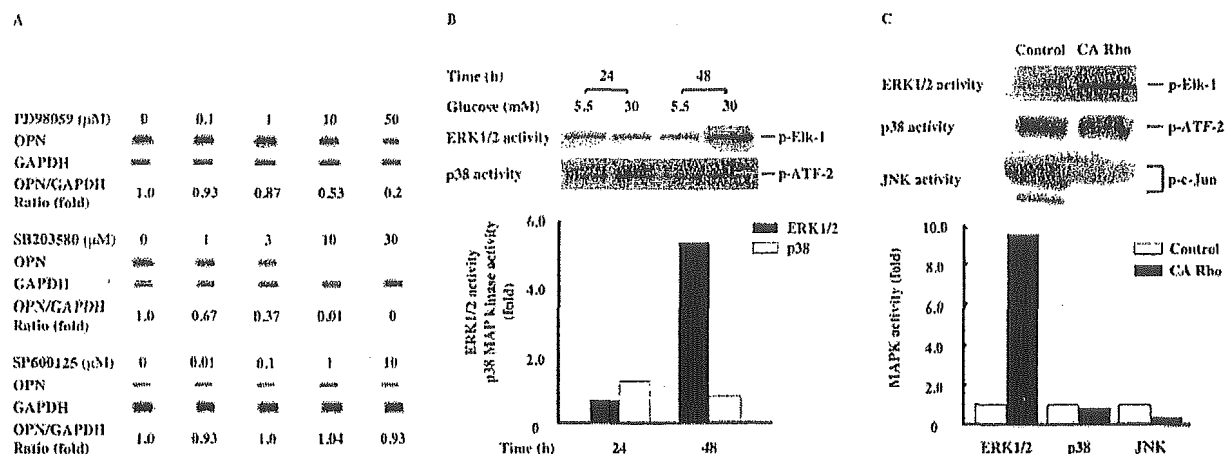 A
PD98059 (μM) 0 0.1 1 10 50
OPN
GAPDH
OPN/GAPDH
Ratio (fold) 1.0 0.93 0.87 0.53 0.2
SB203580 (μM) 0 1 3 10 30
OPN
GAPDH
OPN/GAPDH
Ratio (fold) 1.0 0.67 0.37 0.01 0
SP600125 (μM) 0 0.01 0.1 1 10
OPN
GAPDH
OPN/GAPDH
Ratio (fold) 1.0 0.93 1.0 1.04 0.93
B
Time (h) 24 48
Glucose (mM) 5.5 30 5.5 30
ERK1/2 activity p-Elk-1
p38 activity p-ATF-2
ERK1/2 activity
p38 MAP kinase activity
(fold)
6.0
4.0
2.0
0
ERK1/2
p38
Time (h) 24 48
C
Control CA Rho
ERK1/2 activity p-Elk-1
p38 activity p-ATF-2
JNK activity p-c-Jun
MAPK activity (fold)
10.0
8.0
6.0
4.0
2.0
0
Control
CA Rho
ERK1/2 p38 JNK